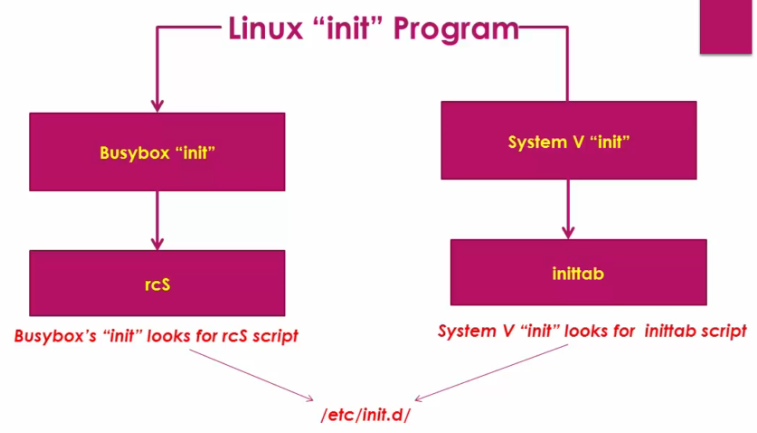 Linux “init” Program
Busybox “init”
System V “init”
rcS
inittab
Busybox’s “init” looks for rcS script
System V “init” looks for inittab script
/etc/init.d/